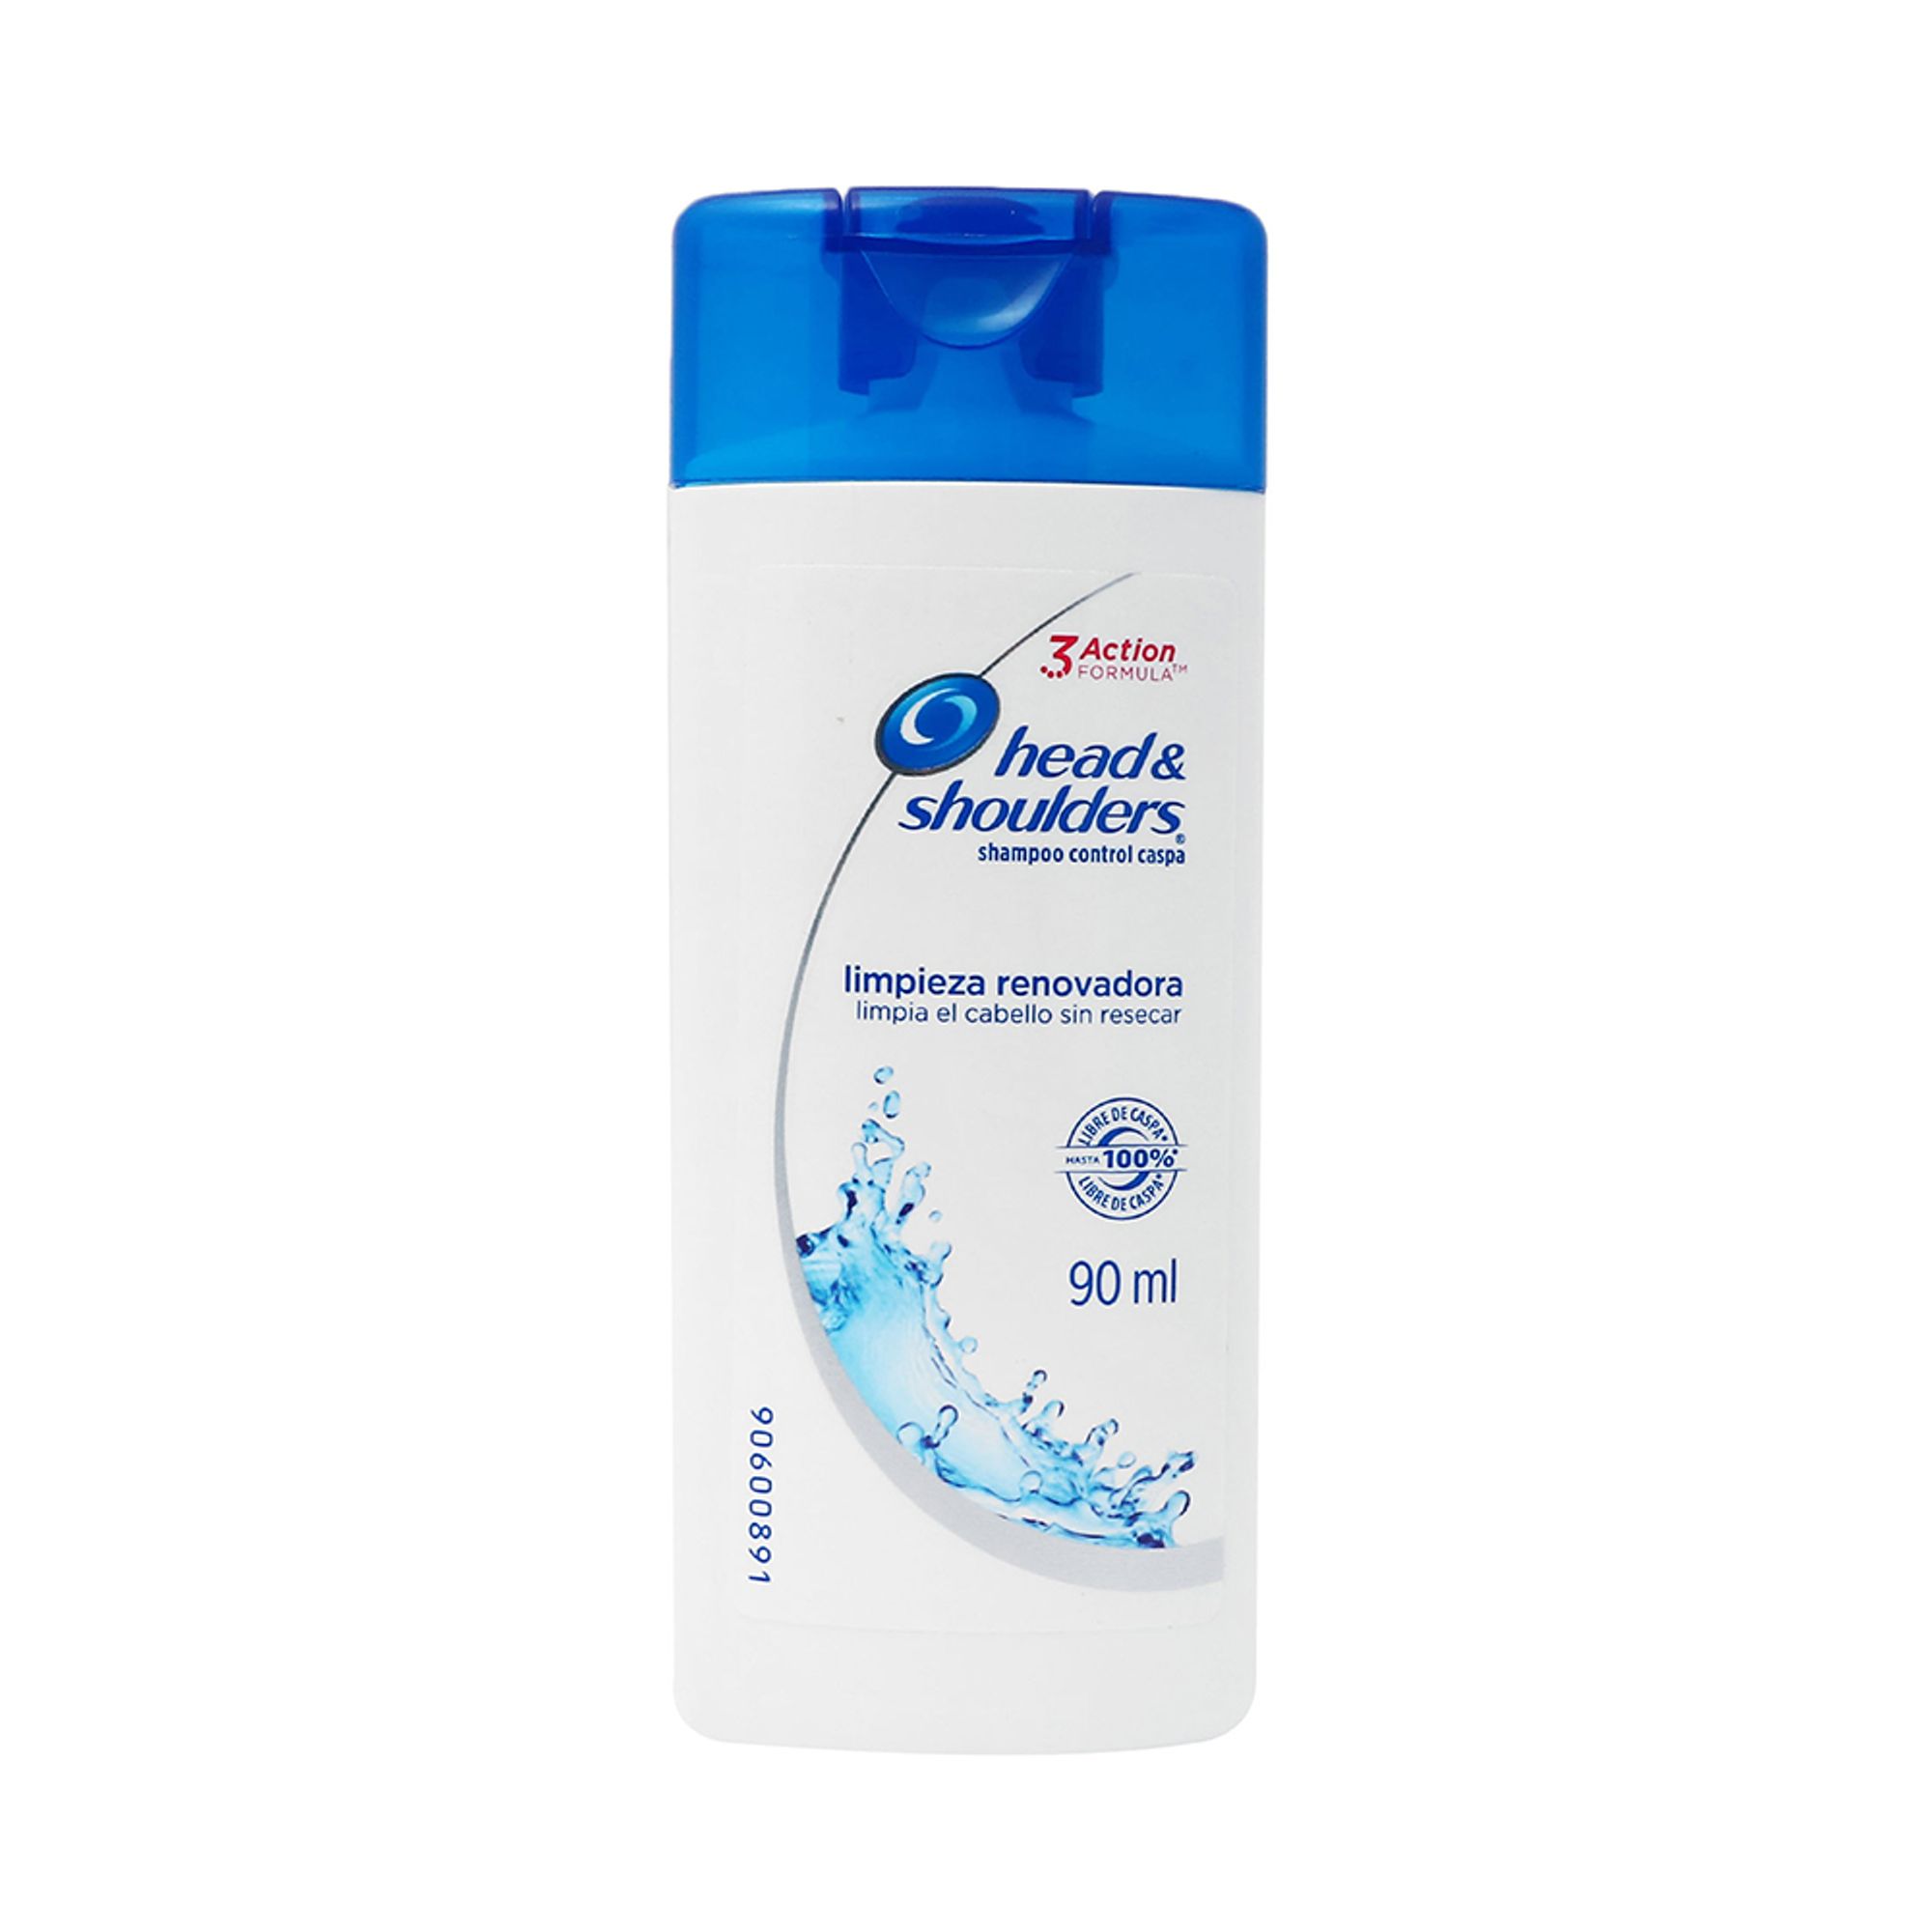 3 Action
FORMULA™
head &
shoulders®
shampoo control caspa
limpieza renovadora
limpia el cabello sin resecar
LIBRE DE CASPA*
HASTA 100%*
LIBRE DE CASPA*
90 ml
90600891